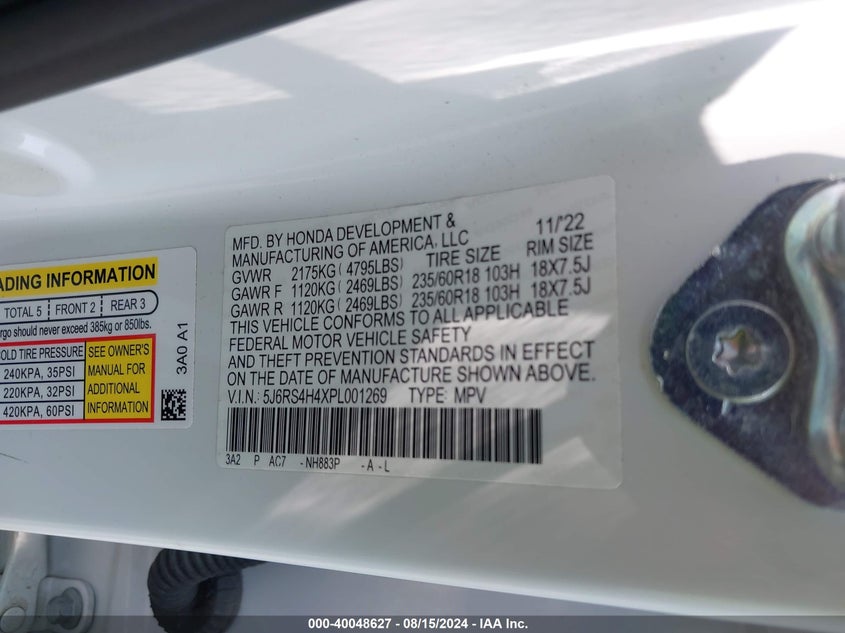 ADING INFORMATION
TOTAL 5 FRONT 2 REAR 3
rgo should never exceed 385kg or 850lbs.
OLD TIRE PRESSURE
240KPA, 35PSI
220KPA, 32PSI
420KPA, 60PSI
SEE OWNER'S
MANUAL FOR
ADDITIONAL
INFORMATION
3A0 A1
MFD. BY HONDA DEVELOPMENT & 11/'22
MANUFACTURING OF AMERICA, LLC TIRE SIZE RIM SIZE
GVWR 2175KG(4795LBS)
GAWR F 1120KG(2469LBS) 235/60R18 103H 18X7.5J
GAWR R 1120KG(2469LBS) 235/60R18 103H 18X7.5J
THIS VEHICLE CONFORMS TO ALL APPLICABLE
FEDERAL MOTOR VEHICLE SAFETY
AND THEFT PREVENTION STANDARDS IN EFFECT
ON THE DATE OF MANUFACTURE SHOWN ABOVE.
V.I.N.: 5J6RS4H4XPL001269 TYPE: MPV
3A2 P AC7 -NH883P -A-L
000-40048627 - 08/15/2024 - IAA Inc.